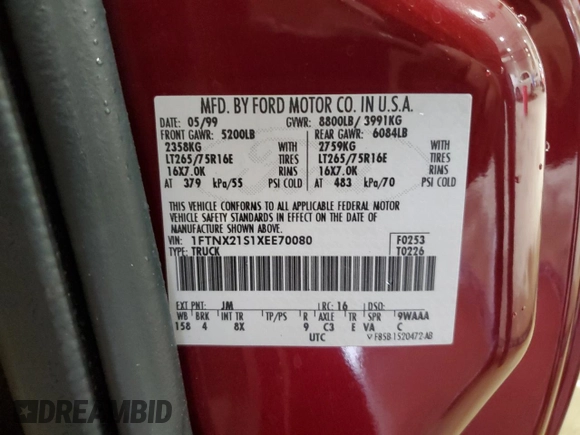 MFD. BY FORD MOTOR CO. IN U.S.A.
DATE: 05/99 GVWR: 8800LB/ 3991KG
FRONT GAWR: 5200LB REAR GAWR: 6084LB
2358KG WITH 2759KG WITH
LT265/75R16E TIRES LT265/75R16E TIRES
16X7.0K RIMS 16X7.0K RIMS
AT 379 kPa/55 PSI COLD AT 483 kPa/70 PSI COLD
THIS VEHICLE CONFORMS TO ALL APPLICABLE FEDERAL MOTOR
VEHICLE SAFETY STANDARDS IN EFFECT ON THE DATE OF
MANUFACTURE SHOWN ABOVE.
VIN: 1FTNX21S1XEE70080 F0253
TYPE: TRUCK T0226
EXT PNT: JM RC: 16 DSO:
WB BRK INT TR TP/PS R AXLE TR SPR 9WAAA
158 4 8X 9 C3 E VA C
UTC F85B-1520472-AB
DREAMBID